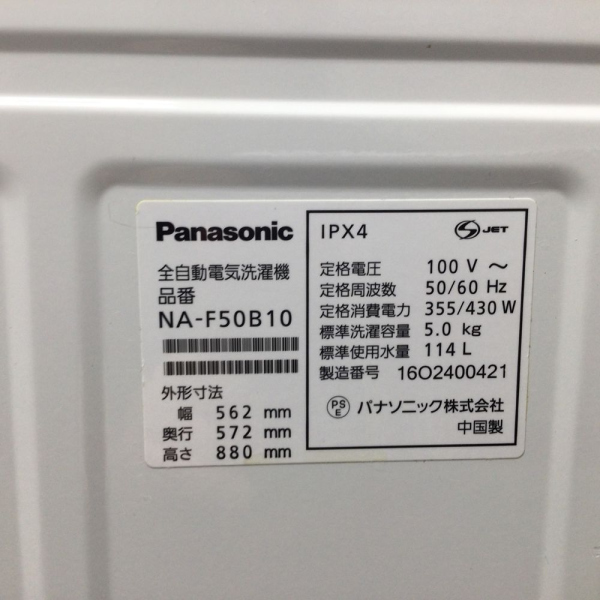 Panasonic
全自動電気洗濯機
品番
NA-F50B10
外形寸法
幅 562 mm
奥行 572 mm
高さ 880 mm
IPX4
S JET
定格電圧 100 V ～
定格周波数 50/60 Hz
定格消費電力 355/430 W
標準洗濯容量 5.0 kg
標準使用水量 114 L
製造番号 16O2400421
PS
E パナソニック株式会社
中国製